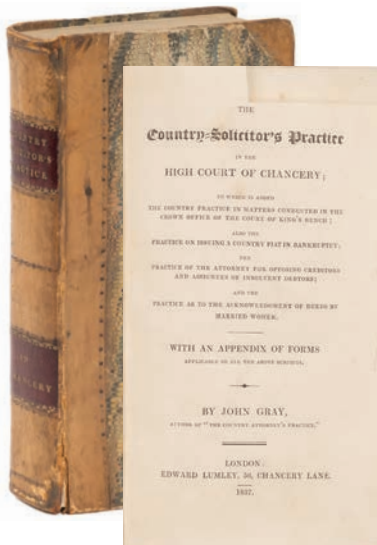 THE
Country-Solicitor's Practice
IN THE
HIGH COURT OF CHANCERY;
TO WHICH IS ADDED
THE COUNTRY PRACTICE IN MATTERS CONDUCTED IN THE
CROWN OFFICE OF THE COURT OF KING'S BENCH;
ALSO THE
PRACTICE ON ISSUING A COUNTRY FIAT IN BANKRUPTCY;
THE
PRACTICE OF THE ATTORNEY FOR OPPOSING CREDITORS
AND ASSIGNEES OF INSOLVENT DEBTORS;
AND THE
PRACTICE AS TO THE ACKNOWLEDGMENT OF DEEDS BY
MARRIED WOMEN.
WITH AN APPENDIX OF FORMS
APPLICABLE TO ALL THE ABOVE SUBJECTS.
BY JOHN GRAY,
AUTHOR OF "THE COUNTRY ATTORNEY'S PRACTICE."
LONDON:
EDWARD LUMLEY, 56, CHANCERY LANE.
1837.